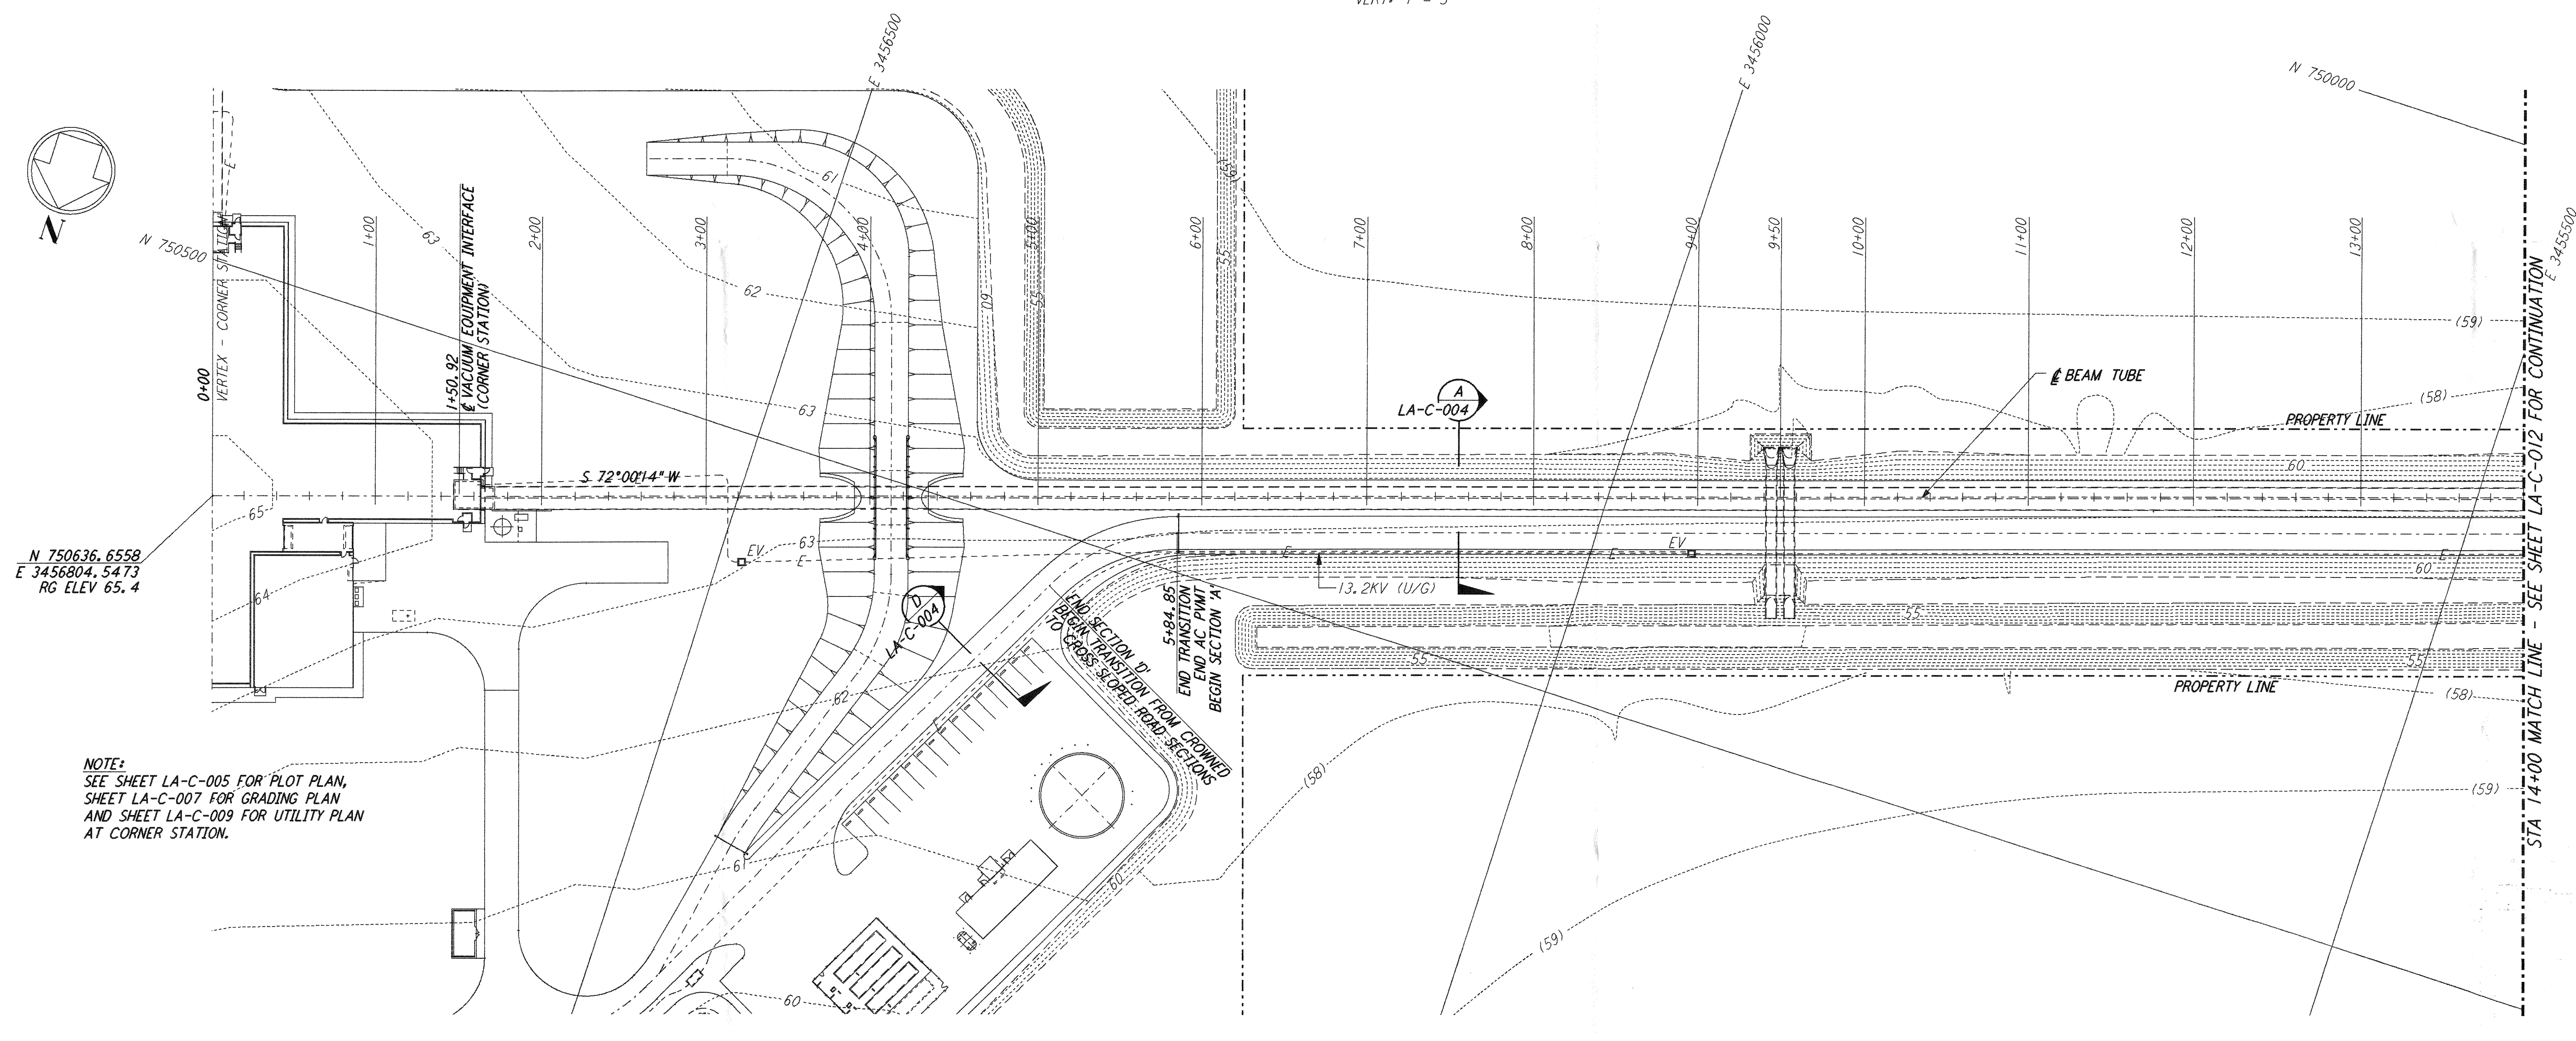 E 3456500
E 3456000
N 750000
E 3455500
N
N 750500
E
0+00
VERTEX - CORNER STATION
1+00
1+50.92
℄ VACUUM EQUIPMENT INTERFACE
(CORNER STATION)
2+00
3+00
4+00
5+00
6+00
7+00
8+00
9+00
9+50
10+00
11+00
12+00
13+00
63
62
61
63
60
55
55
59
(59)
A
LA-C-004
℄ BEAM TUBE
(58)
PROPERTY LINE
60
S 72°00'14" W
65
N 750636.6558
E 3456804.5473
RG ELEV 65.4
64
EV
E
63
D
LA-C-004
62
61
END SECTION 'D'
BEGIN TRANSITION FROM CROWNED
TO CROSS SLOPED ROAD SECTIONS
5+84.85
END TRANSITION
END AC PVMT
BEGIN SECTION 'A'
E
13.2KV (U/G)
E
EV
E
60
55
55
55
PROPERTY LINE
(58)
(58)
(59)
(59)
60
60
STA 14+00 MATCH LINE - SEE SHEET LA-C-012 FOR CONTINUATION
NOTE:
SEE SHEET LA-C-005 FOR PLOT PLAN,
SHEET LA-C-007 FOR GRADING PLAN
AND SHEET LA-C-009 FOR UTILITY PLAN
AT CORNER STATION.